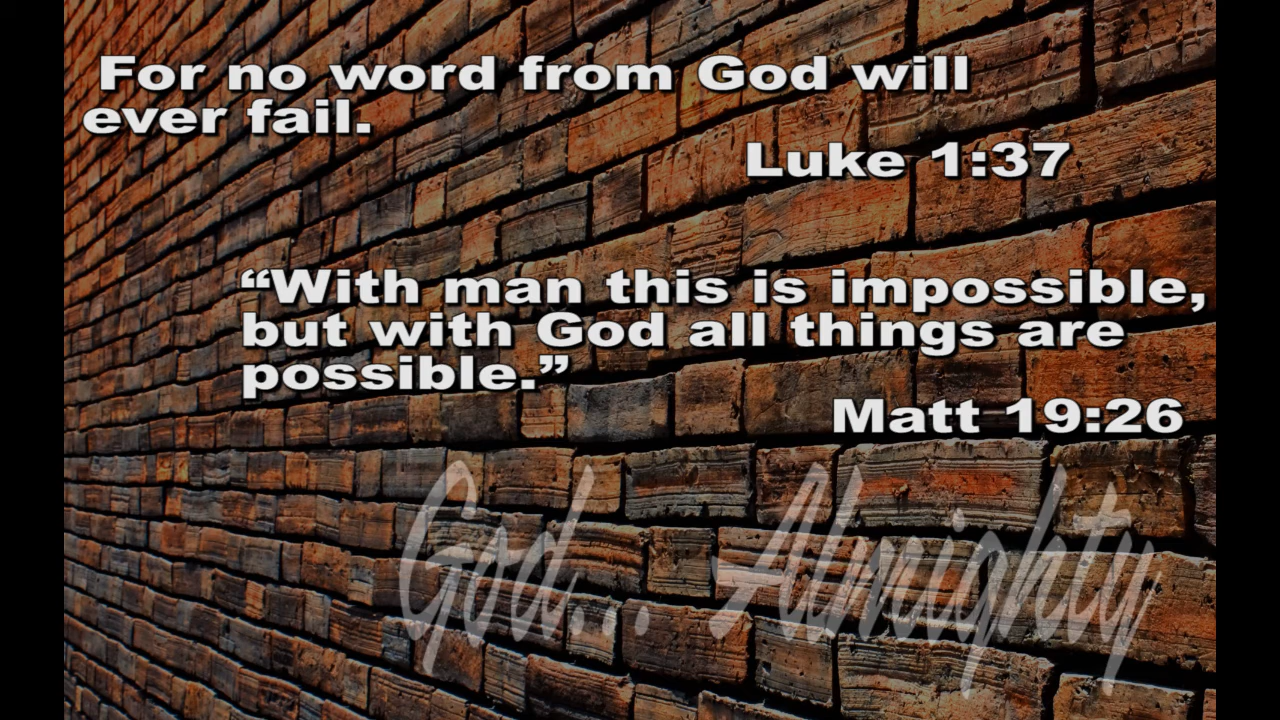 For no word from God will
ever fail.
Luke 1:37
“With man this is impossible,
but with God all things are
possible.”
Matt 19:26
God... Almighty